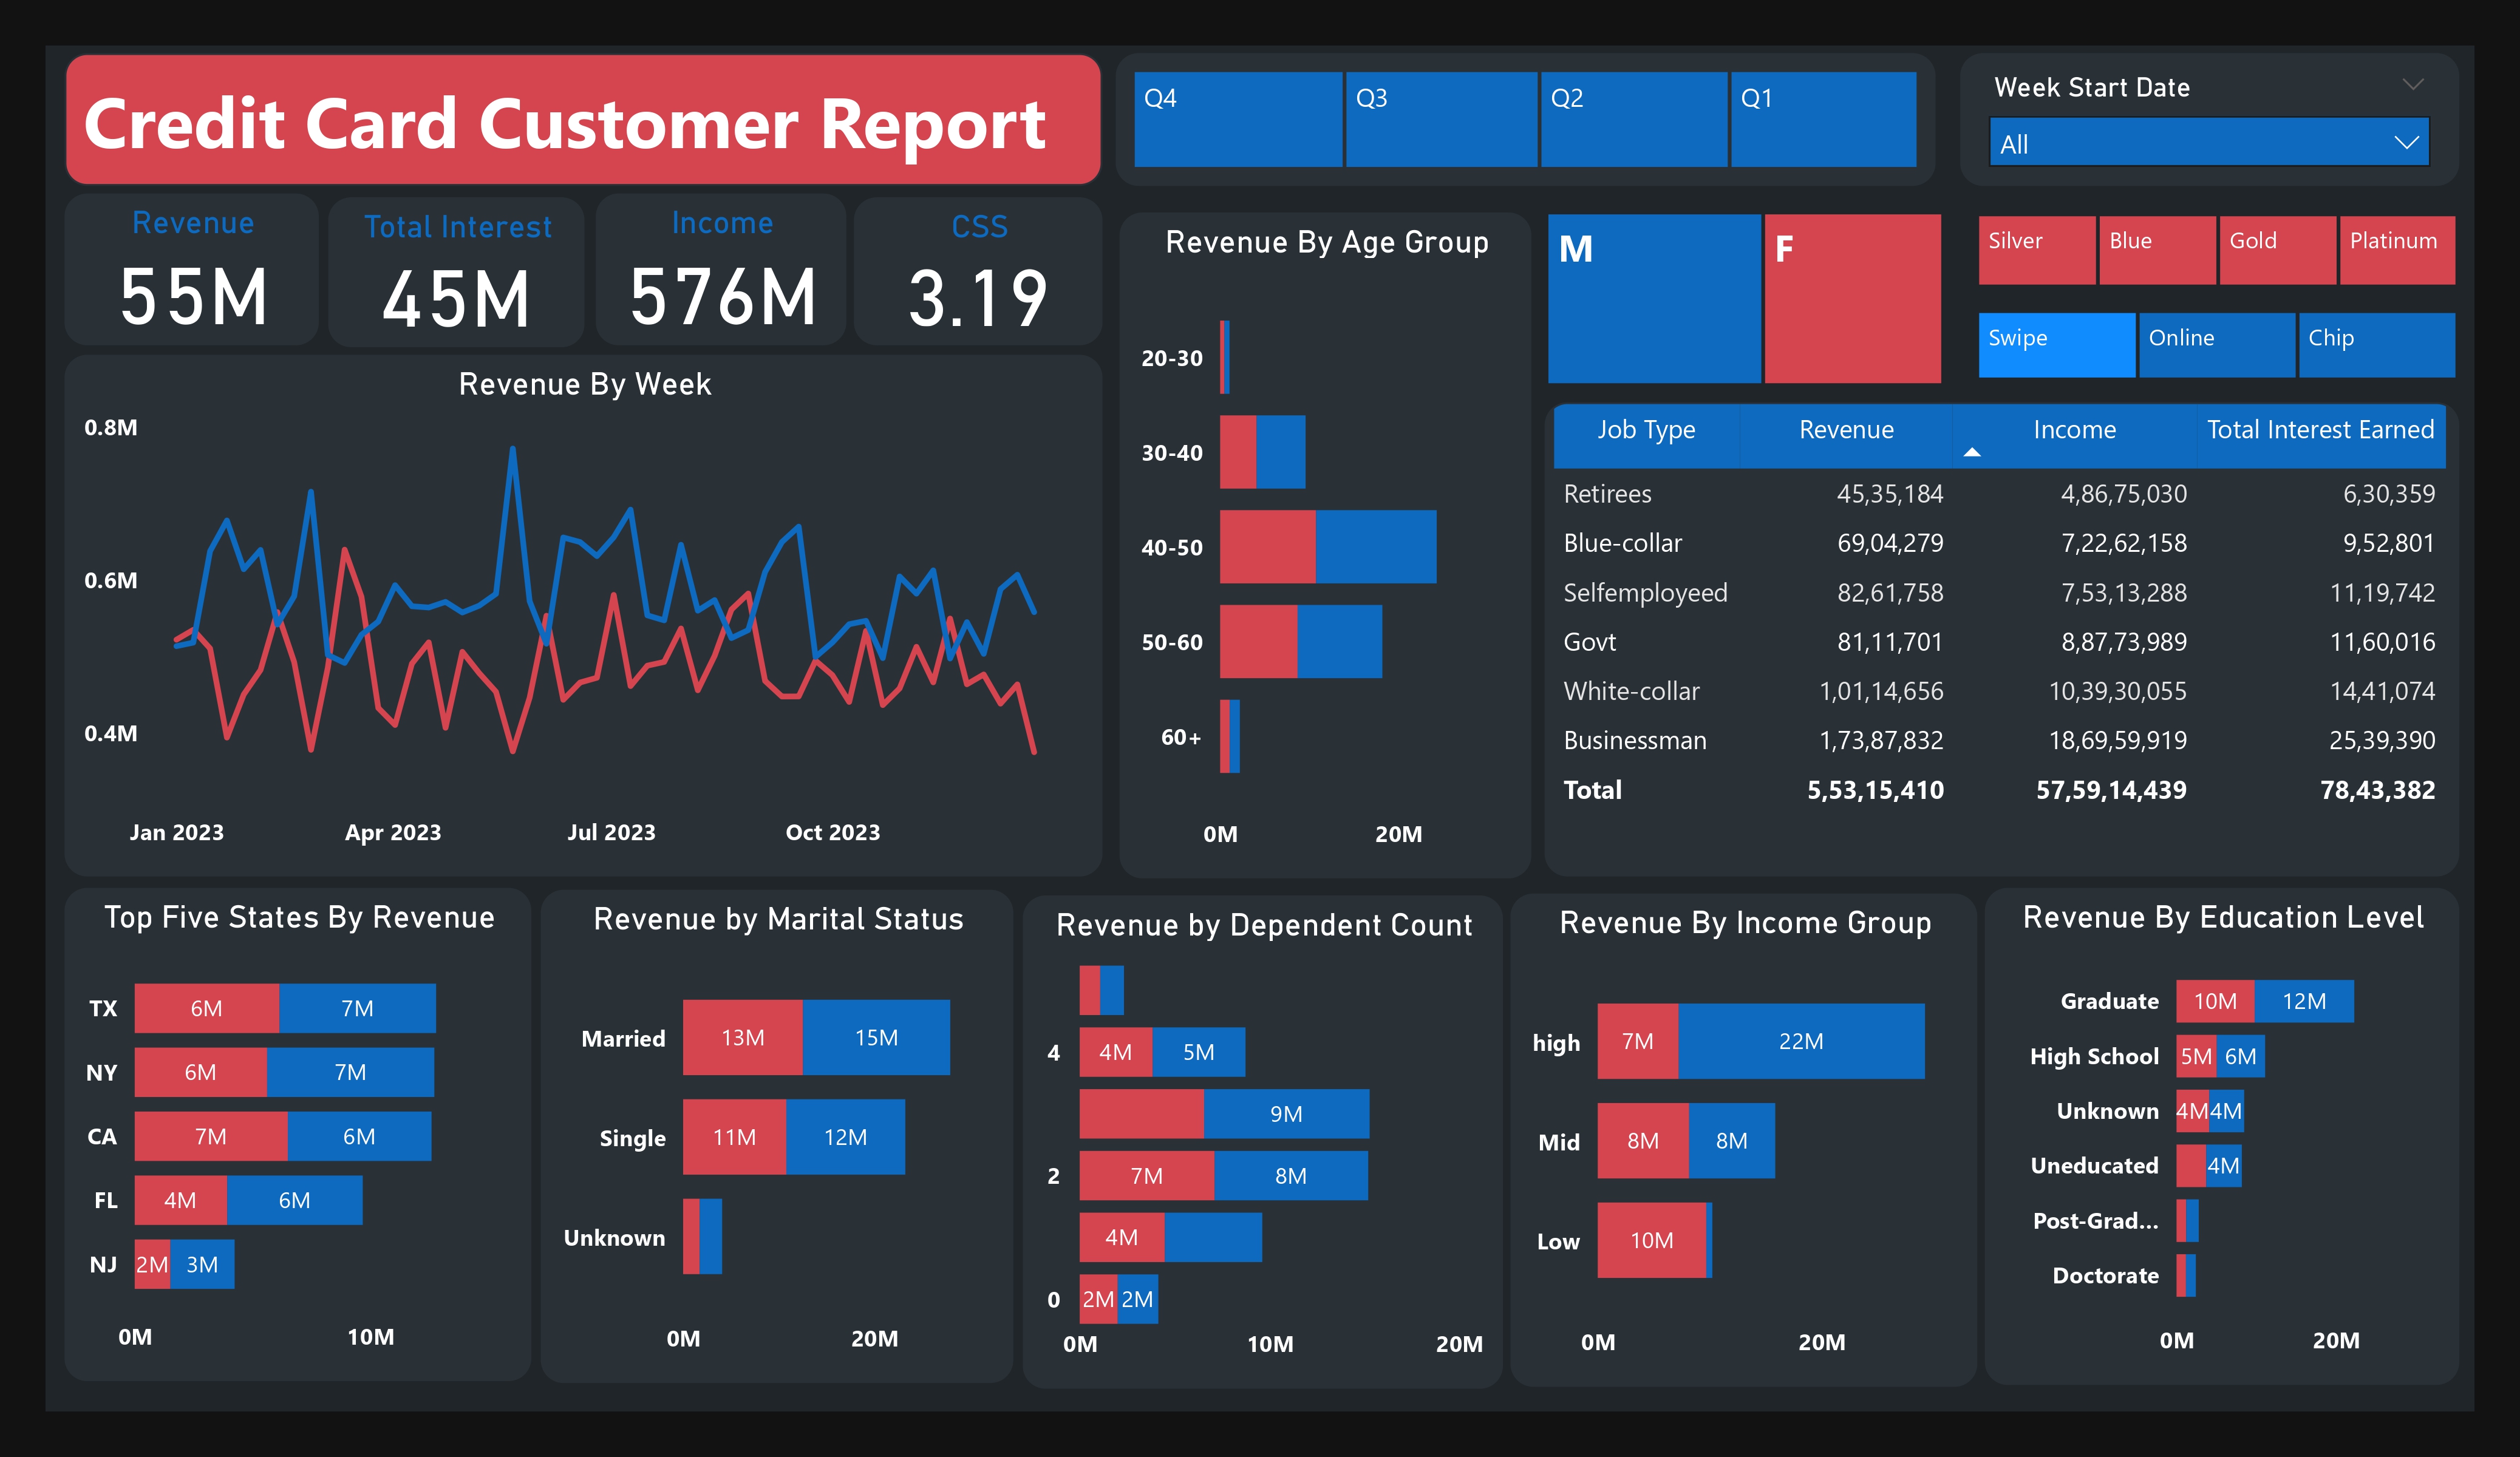 Credit Card Customer Report
Q4
Q3
Q2
Q1
Week Start Date
All
Revenue
55M
Total Interest
45M
Income
576M
CSS
3.19
Revenue By Week
0.8M
0.6M
0.4M
Jan 2023
Apr 2023
Jul 2023
Oct 2023
Revenue By Age Group
20-30
30-40
40-50
50-60
60+
0M
20M
M
F
Silver
Blue
Gold
Platinum
Swipe
Online
Chip
Job Type Revenue Income Total Interest Earned
Retirees 45,35,184 4,86,75,030 6,30,359
Blue-collar 69,04,279 7,22,62,158 9,52,801
Selfemployeed 82,61,758 7,53,13,288 11,19,742
Govt 81,11,701 8,87,73,989 11,60,016
White-collar 1,01,14,656 10,39,30,055 14,41,074
Businessman 1,73,87,832 18,69,59,919 25,39,390
Total 5,53,15,410 57,59,14,439 78,43,382
Top Five States By Revenue
TX 6M 7M
NY 6M 7M
CA 7M 6M
FL 4M 6M
NJ 2M 3M
0M 10M
Revenue by Marital Status
Married 13M 15M
Single 11M 12M
Unknown
0M 20M
Revenue by Dependent Count
4 4M 5M
9M
2 7M 8M
4M
0 2M 2M
0M 10M 20M
Revenue By Income Group
high 7M 22M
Mid 8M 8M
Low 10M
0M 20M
Revenue By Education Level
Graduate 10M 12M
High School 5M 6M
Unknown 4M 4M
Uneducated 4M
Post-Grad...
Doctorate
0M 20M